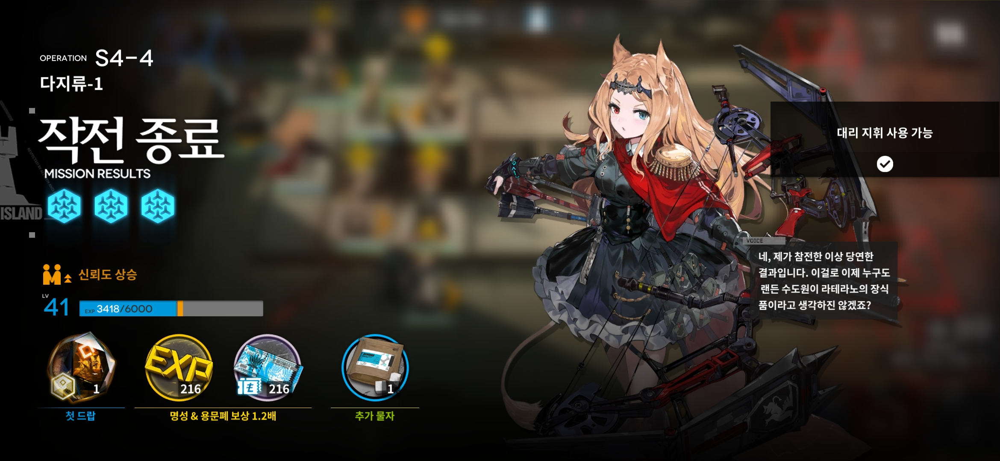 OPERATION S4-4
다지류-1
작전 종료
MISSION RESULTS
ISLAND
신뢰도 상승
LV
41
EXP 3418/6000
1
EXP
216
216
1
첫 드랍
명성 & 용문폐 보상 1.2배
추가 물자
대리 지휘 사용 가능
VOICE
네, 제가 참전한 이상 당연한
결과입니다. 이걸로 이제 누구도
랜든 수도원이 라테라노의 장식
품이라고 생각하진 않겠죠?